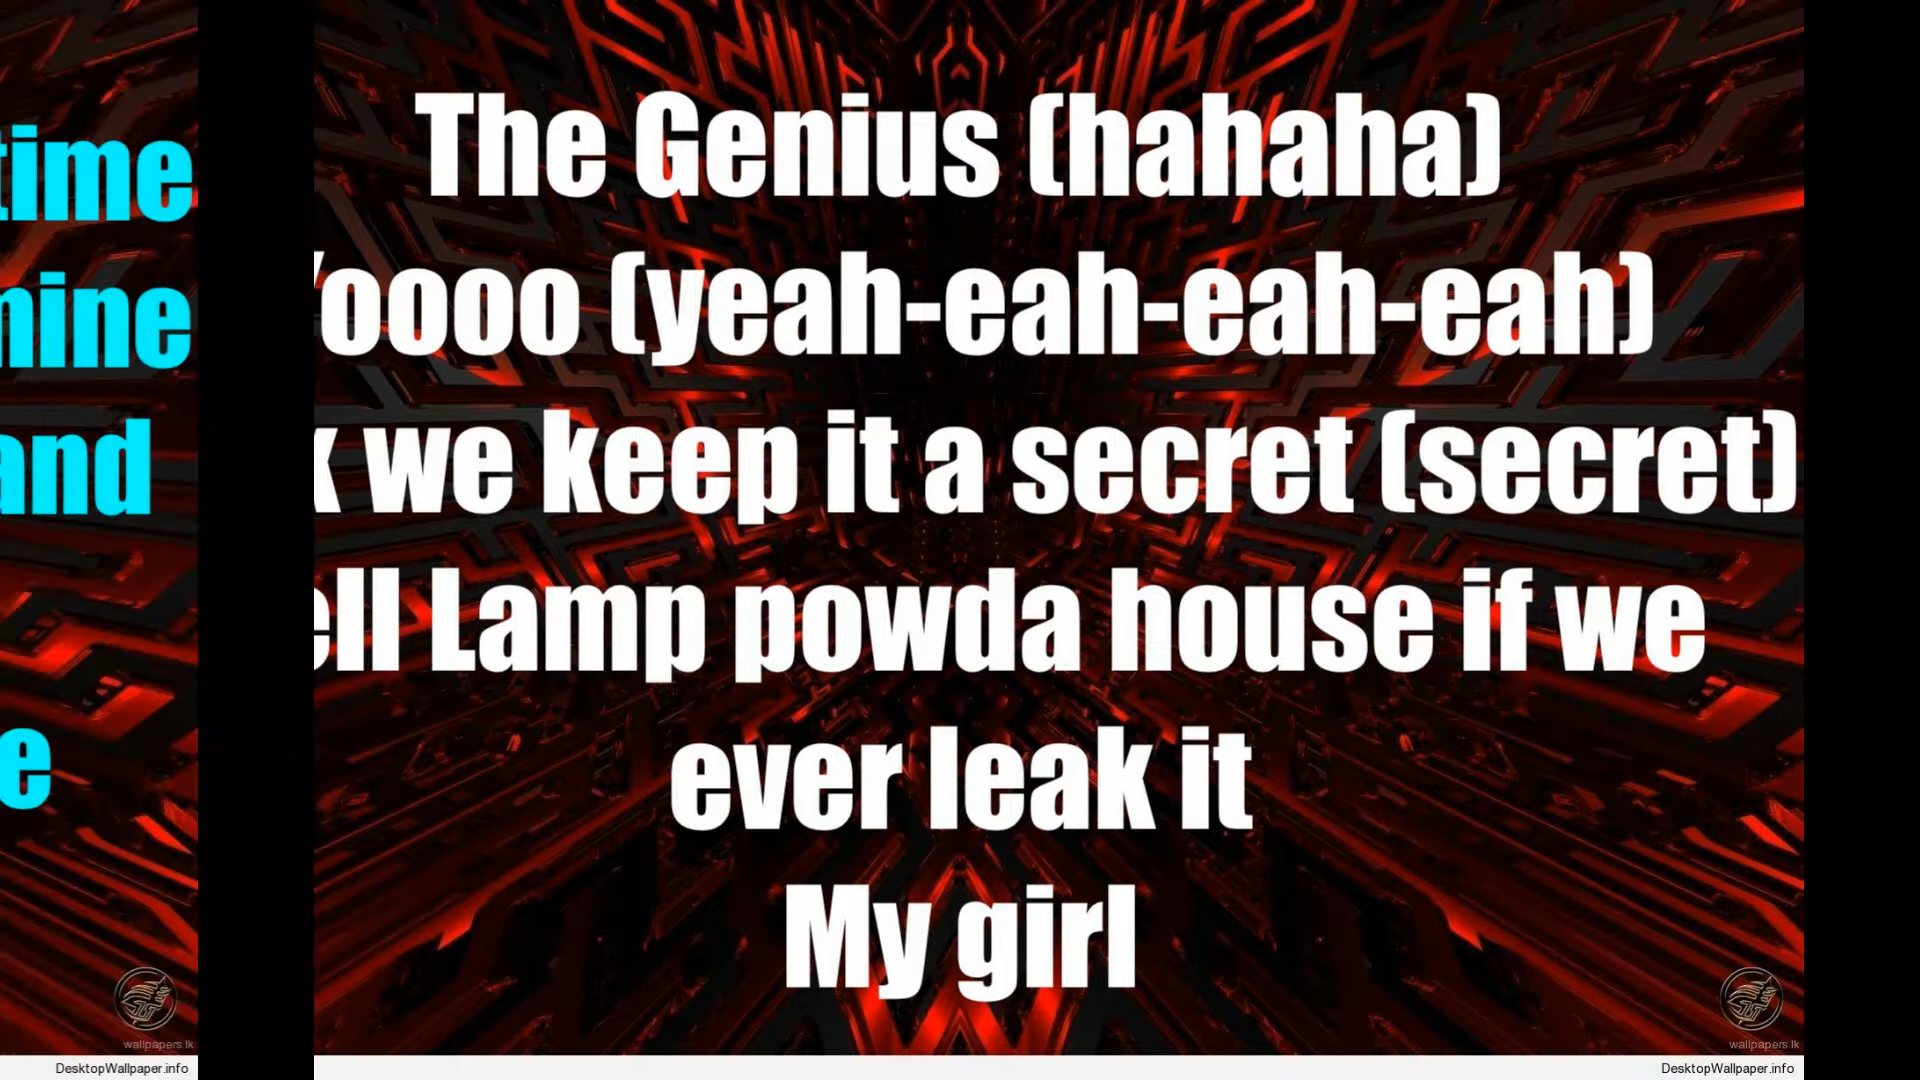 time
and
e
The Genius (hahaha)
oooo (yeah-eah-eah-eah)
k we keep it a secret (secret)
ell Lamp powda house if we
ever leak it
My girl
wallpapers.lk
DesktopWallpaper.info
wallpapers.lk
DesktopWallpaper.info